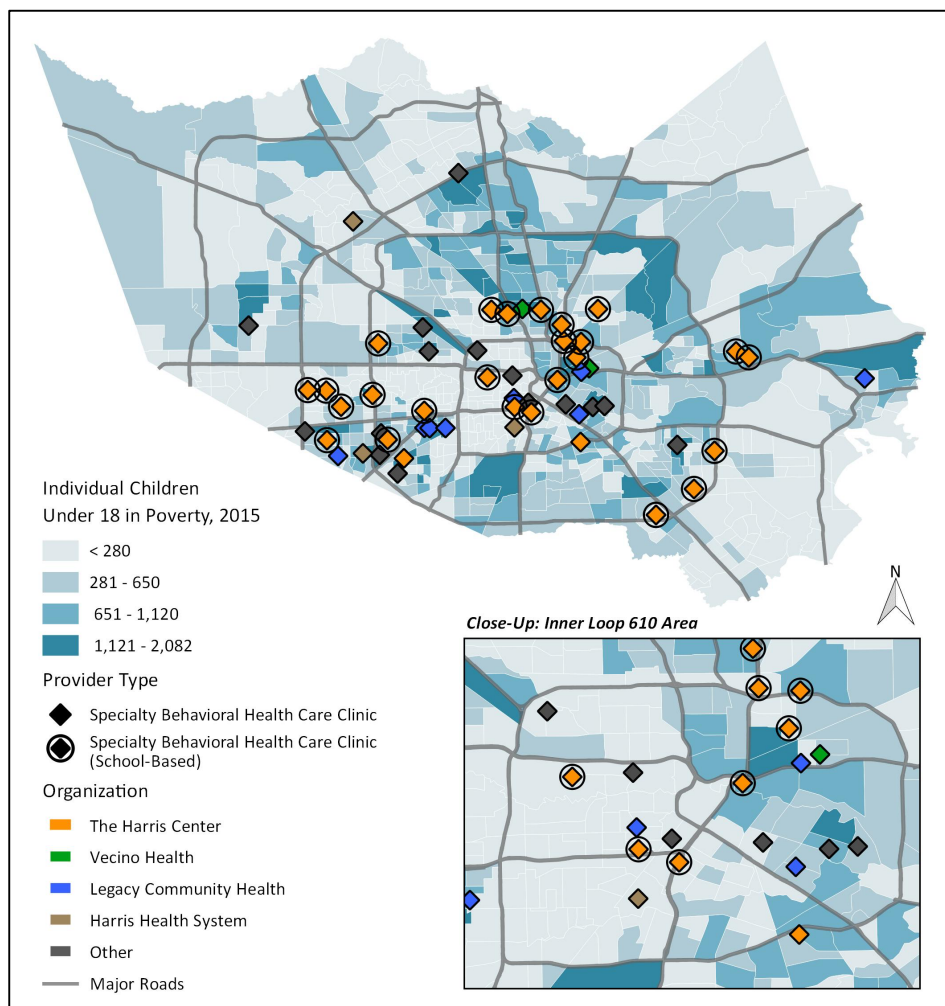 Individual Children
Under 18 in Poverty, 2015
< 280
281 - 650
651 - 1,120
1,121 - 2,082
Provider Type
Specialty Behavioral Health Care Clinic
Specialty Behavioral Health Care Clinic
(School-Based)
Organization
The Harris Center
Vecino Health
Legacy Community Health
Harris Health System
Other
Major Roads
N
Close-Up: Inner Loop 610 Area